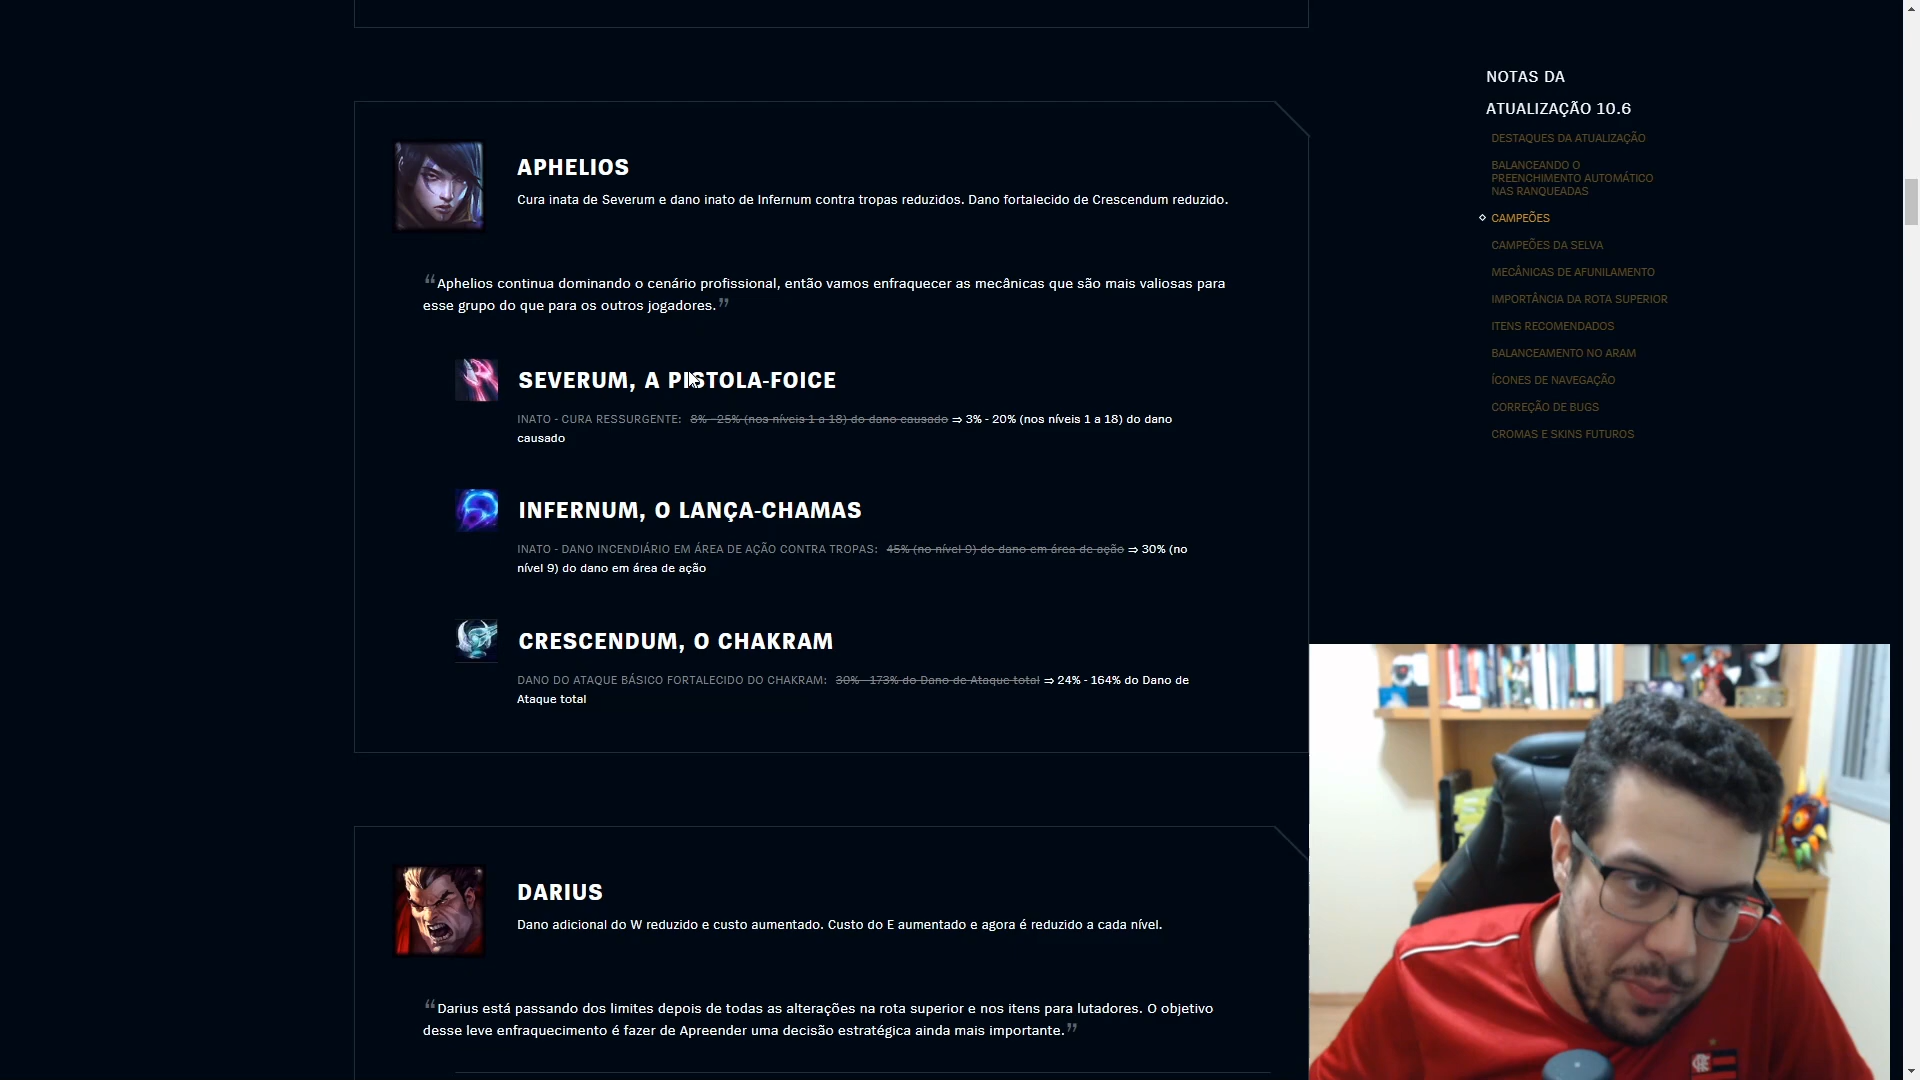 APHELIOS
Cura inata de Severum e dano inato de Infernum contra tropas reduzidos. Dano fortalecido de Crescendum reduzido.
“Aphelios continua dominando o cenário profissional, então vamos enfraquecer as mecânicas que são mais valiosas para
esse grupo do que para os outros jogadores.”
SEVERUM, A PISTOLA-FOICE
INATO - CURA RESSURGENTE: 8% - 25% (nos níveis 1 a 18) do dano causado ⇒ 3% - 20% (nos níveis 1 a 18) do dano
causado
INFERNUM, O LANÇA-CHAMAS
INATO - DANO INCENDIÁRIO EM ÁREA DE AÇÃO CONTRA TROPAS: 45% (no nível 9) do dano em área de ação ⇒ 30% (no
nível 9) do dano em área de ação
CRESCENDUM, O CHAKRAM
DANO DO ATAQUE BÁSICO FORTALECIDO DO CHAKRAM: 30% - 173% do Dano de Ataque total ⇒ 24% - 164% do Dano de
Ataque total
DARIUS
Dano adicional do W reduzido e custo aumentado. Custo do E aumentado e agora é reduzido a cada nível.
“Darius está passando dos limites depois de todas as alterações na rota superior e nos itens para lutadores. O objetivo
desse leve enfraquecimento é fazer de Apreender uma decisão estratégica ainda mais importante.”
NOTAS DA
ATUALIZAÇÃO 10.6
DESTAQUES DA ATUALIZAÇÃO
BALANCEANDO O
PREENCHIMENTO AUTOMÁTICO
NAS RANQUEADAS
CAMPEÕES
CAMPEÕES DA SELVA
MECÂNICAS DE AFUNILAMENTO
IMPORTÂNCIA DA ROTA SUPERIOR
ITENS RECOMENDADOS
BALANCEAMENTO NO ARAM
ÍCONES DE NAVEGAÇÃO
CORREÇÃO DE BUGS
CROMAS E SKINS FUTUROS